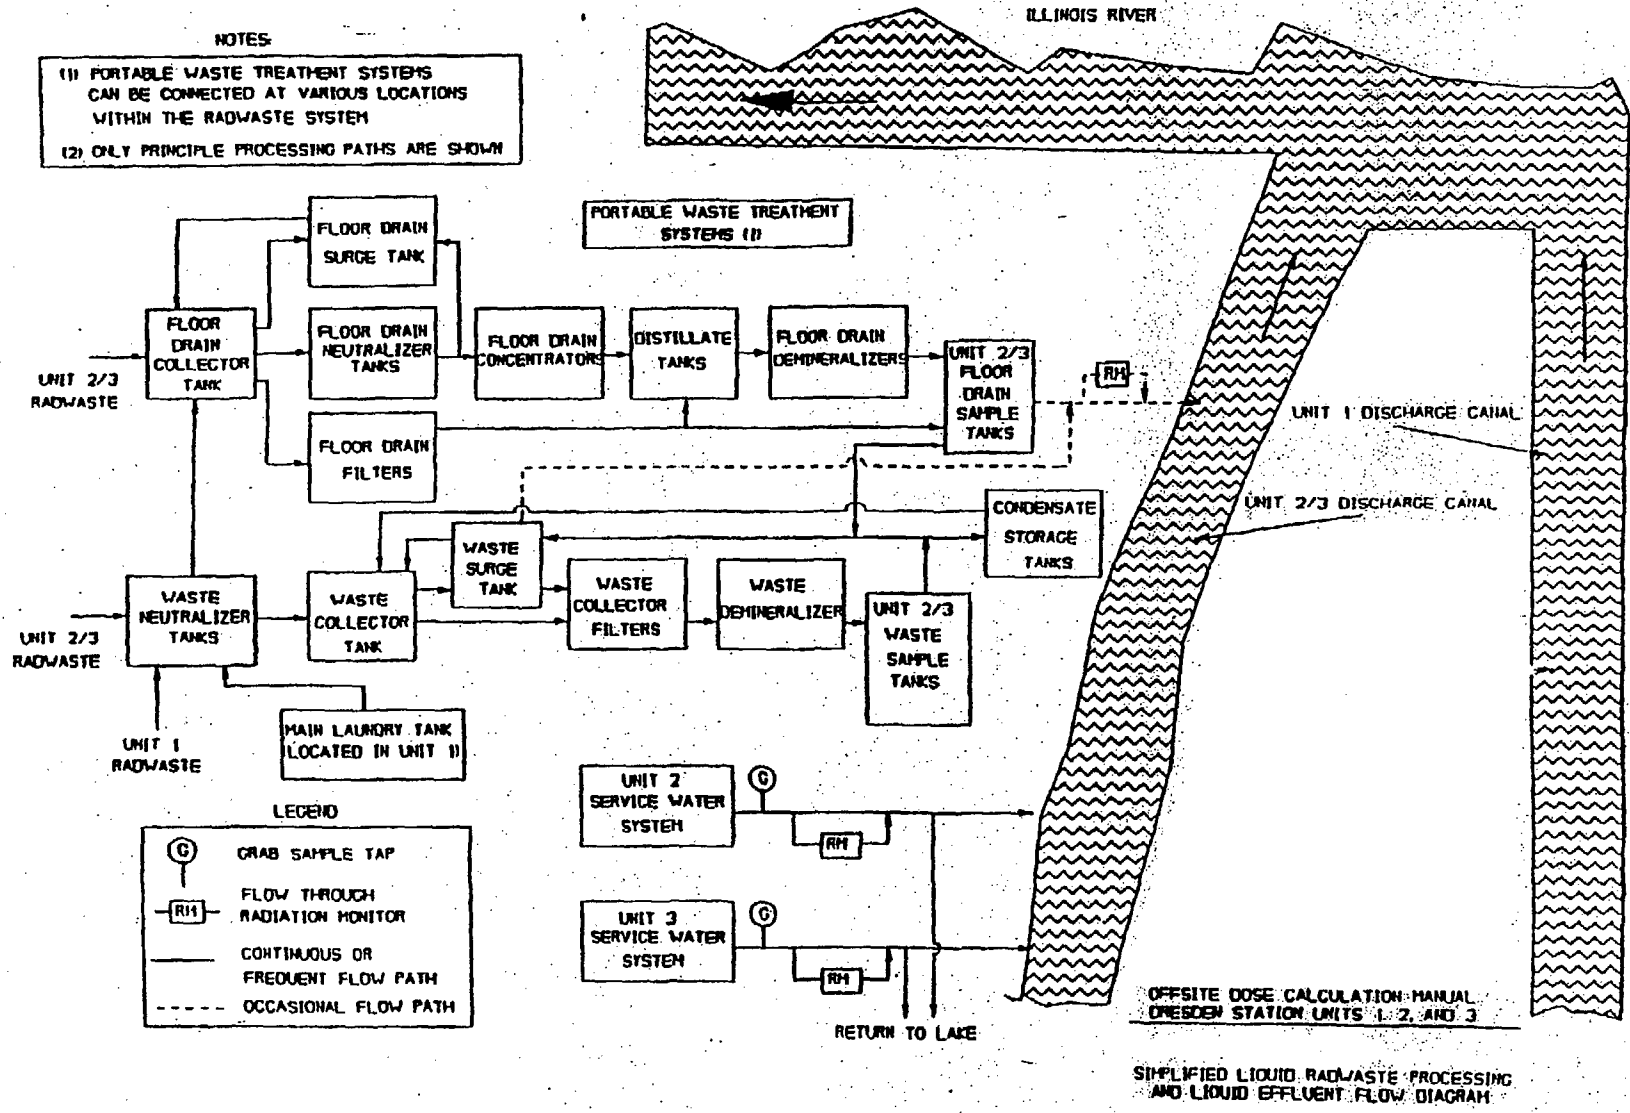 ILLINOIS RIVER
NOTES:
(1) PORTABLE WASTE TREATMENT SYSTEMS
CAN BE CONNECTED AT VARIOUS LOCATIONS
WITHIN THE RADWASTE SYSTEM
(2) ONLY PRINCIPLE PROCESSING PATHS ARE SHOWN
PORTABLE WASTE TREATMENT
SYSTEMS (1)
FLOOR DRAIN
SURGE TANK
FLOOR
DRAIN
COLLECTOR
TANK
UNIT 2/3
RADWASTE
FLOOR DRAIN
NEUTRALIZER
TANKS
FLOOR DRAIN
CONCENTRATORS
DISTILLATE
TANKS
FLOOR DRAIN
DEMINERALIZERS
UNIT 2/3
FLOOR
DRAIN
SAMPLE
TANKS
RM
FLOOR DRAIN
FILTERS
UNIT 1 DISCHARGE CANAL
UNIT 2/3 DISCHARGE CANAL
CONDENSATE
STORAGE
TANKS
WASTE
SURGE
TANK
WASTE
NEUTRALIZER
TANKS
UNIT 2/3
RADWASTE
WASTE
COLLECTOR
TANK
WASTE
COLLECTOR
FILTERS
WASTE
DEMINERALIZER
UNIT 2/3
WASTE
SAMPLE
TANKS
UNIT 1
RADWASTE
MAIN LAUNDRY TANK
(LOCATED IN UNIT 1)
UNIT 2
SERVICE WATER
SYSTEM
G
RM
UNIT 3
SERVICE WATER
SYSTEM
G
RM
RETURN TO LAKE
LEGEND
G
GRAB SAMPLE TAP
RM
FLOW THROUGH
RADIATION MONITOR
CONTINUOUS OR
FREQUENT FLOW PATH
OCCASIONAL FLOW PATH
OFFSITE DOSE CALCULATION MANUAL
DRESDEN STATION UNITS 1, 2, AND 3
SIMPLIFIED LIQUID RADWASTE PROCESSING
AND LIQUID EFFLUENT FLOW DIAGRAM